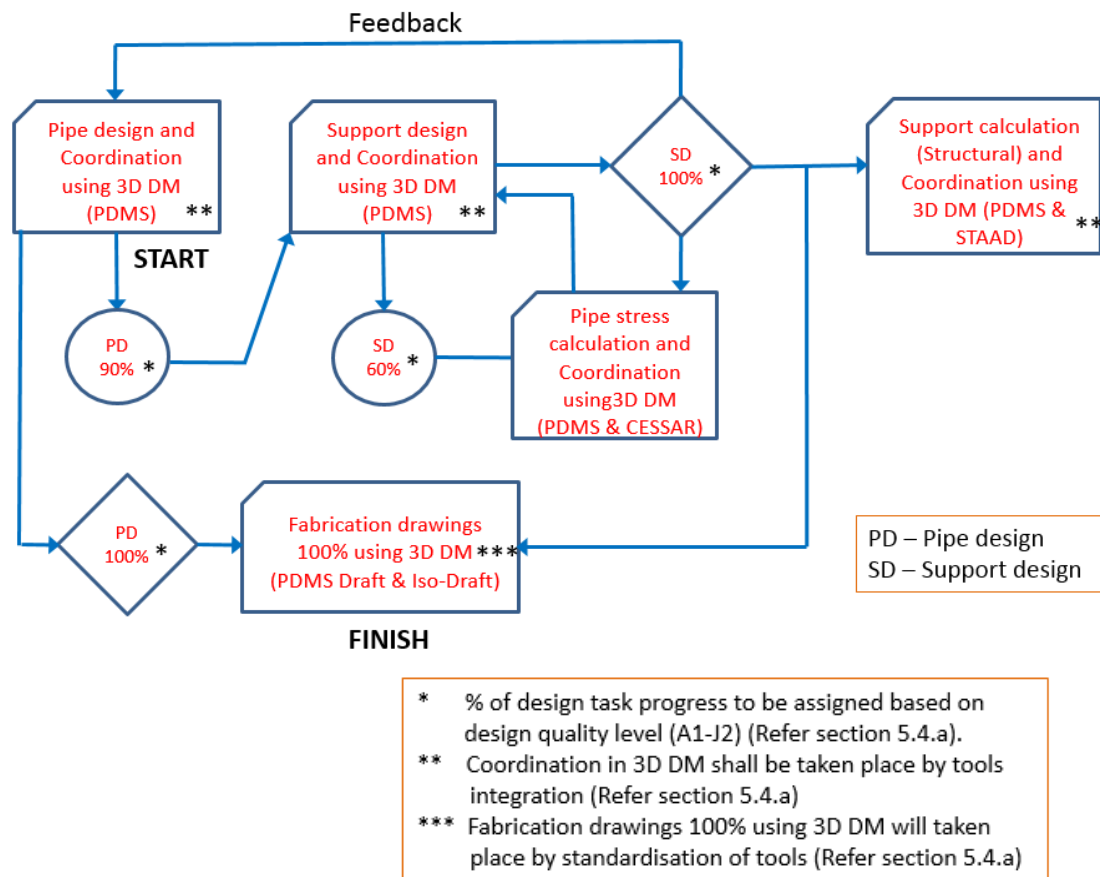 Feedback
Pipe design and
Coordination
using 3D DM
(PDMS) **
START
Support design
and Coordination
using 3D DM
(PDMS) **
SD
100% *
Support calculation
(Structural) and
Coordination using
3D DM (PDMS &
STAAD) **
PD
90% *
SD
60% *
Pipe stress
calculation and
Coordination
using3D DM
(PDMS & CESSAR)
PD
100% *
Fabrication drawings
100% using 3D DM ***
(PDMS Draft & Iso-Draft)
FINISH
PD – Pipe design
SD – Support design
* % of design task progress to be assigned based on
design quality level (A1-J2) (Refer section 5.4.a).
** Coordination in 3D DM shall be taken place by tools
integration (Refer section 5.4.a)
*** Fabrication drawings 100% using 3D DM will taken
place by standardisation of tools (Refer section 5.4.a)